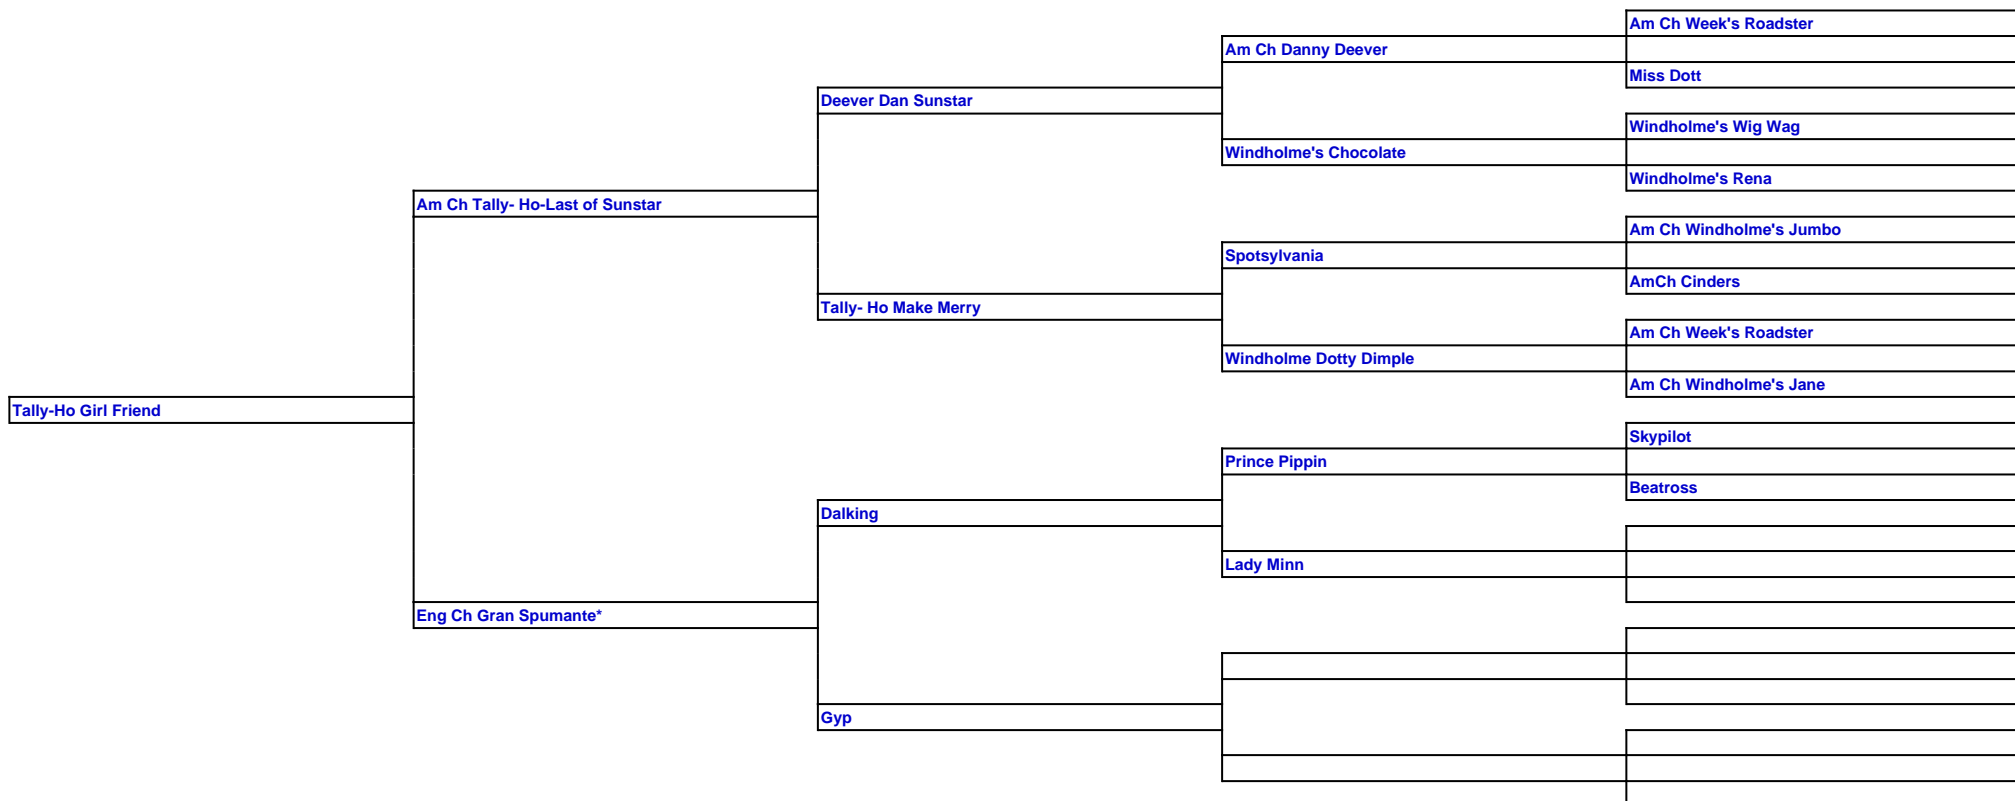 Am Ch Week's Roadster
Am Ch Danny Deever
Miss Dott
Deever Dan Sunstar
Windholme's Wig Wag
Windholme's Chocolate
Windholme's Rena
Am Ch Tally- Ho-Last of Sunstar
Am Ch Windholme's Jumbo
Spotsylvania
AmCh Cinders
Tally- Ho Make Merry
Am Ch Week's Roadster
Windholme Dotty Dimple
Am Ch Windholme's Jane
Tally-Ho Girl Friend
Skypilot
Prince Pippin
Beatross
Dalking
Lady Minn
Eng Ch Gran Spumante*
Gyp